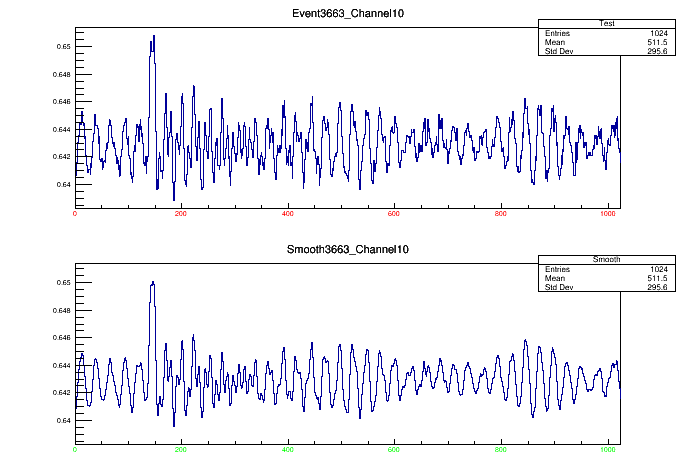 Event3663_Channel10
Test
Entries 1024
Mean 511.5
Std Dev 295.6
0.65
0.648
0.646
0.644
0.642
0.64
0 200 400 600 800 1000
Smooth3663_Channel10
Smooth
Entries 1024
Mean 511.5
Std Dev 295.6
0.65
0.648
0.646
0.644
0.642
0.64
0 200 400 600 800 1000